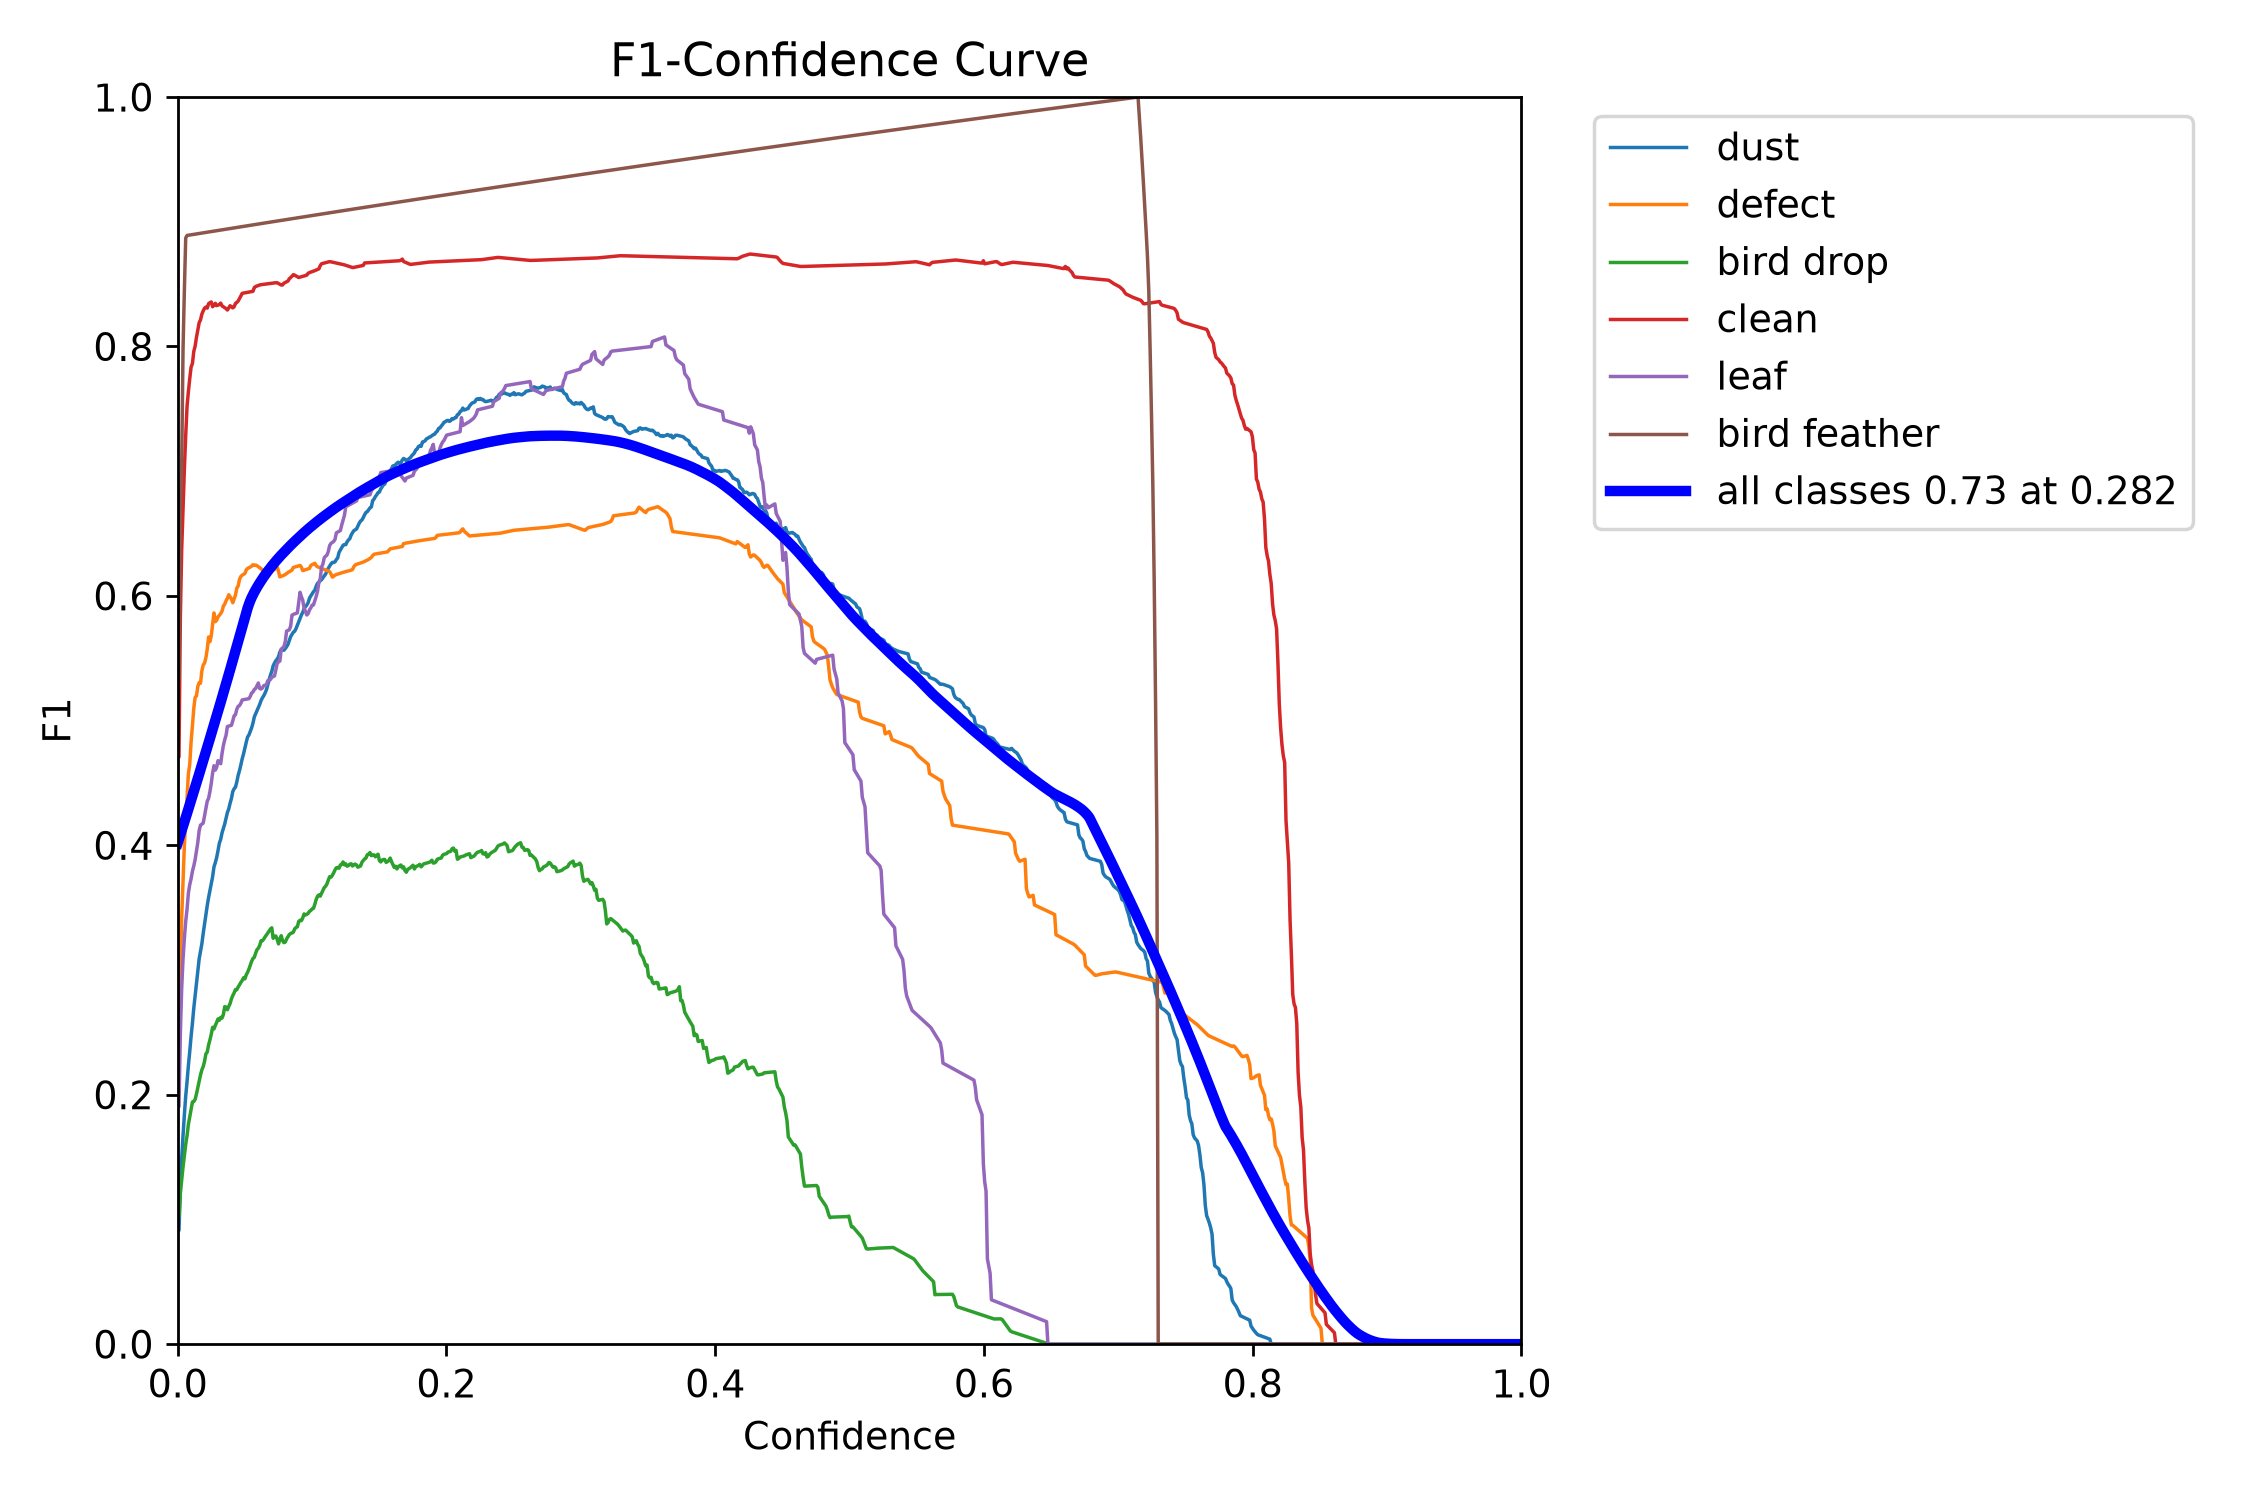 F1-Confidence Curve
1.0
0.8
0.6
0.4
0.2
0.0
F1
0.0 0.2 0.4 0.6 0.8 1.0
Confidence
dust
defect
bird drop
clean
leaf
bird feather
all classes 0.73 at 0.282